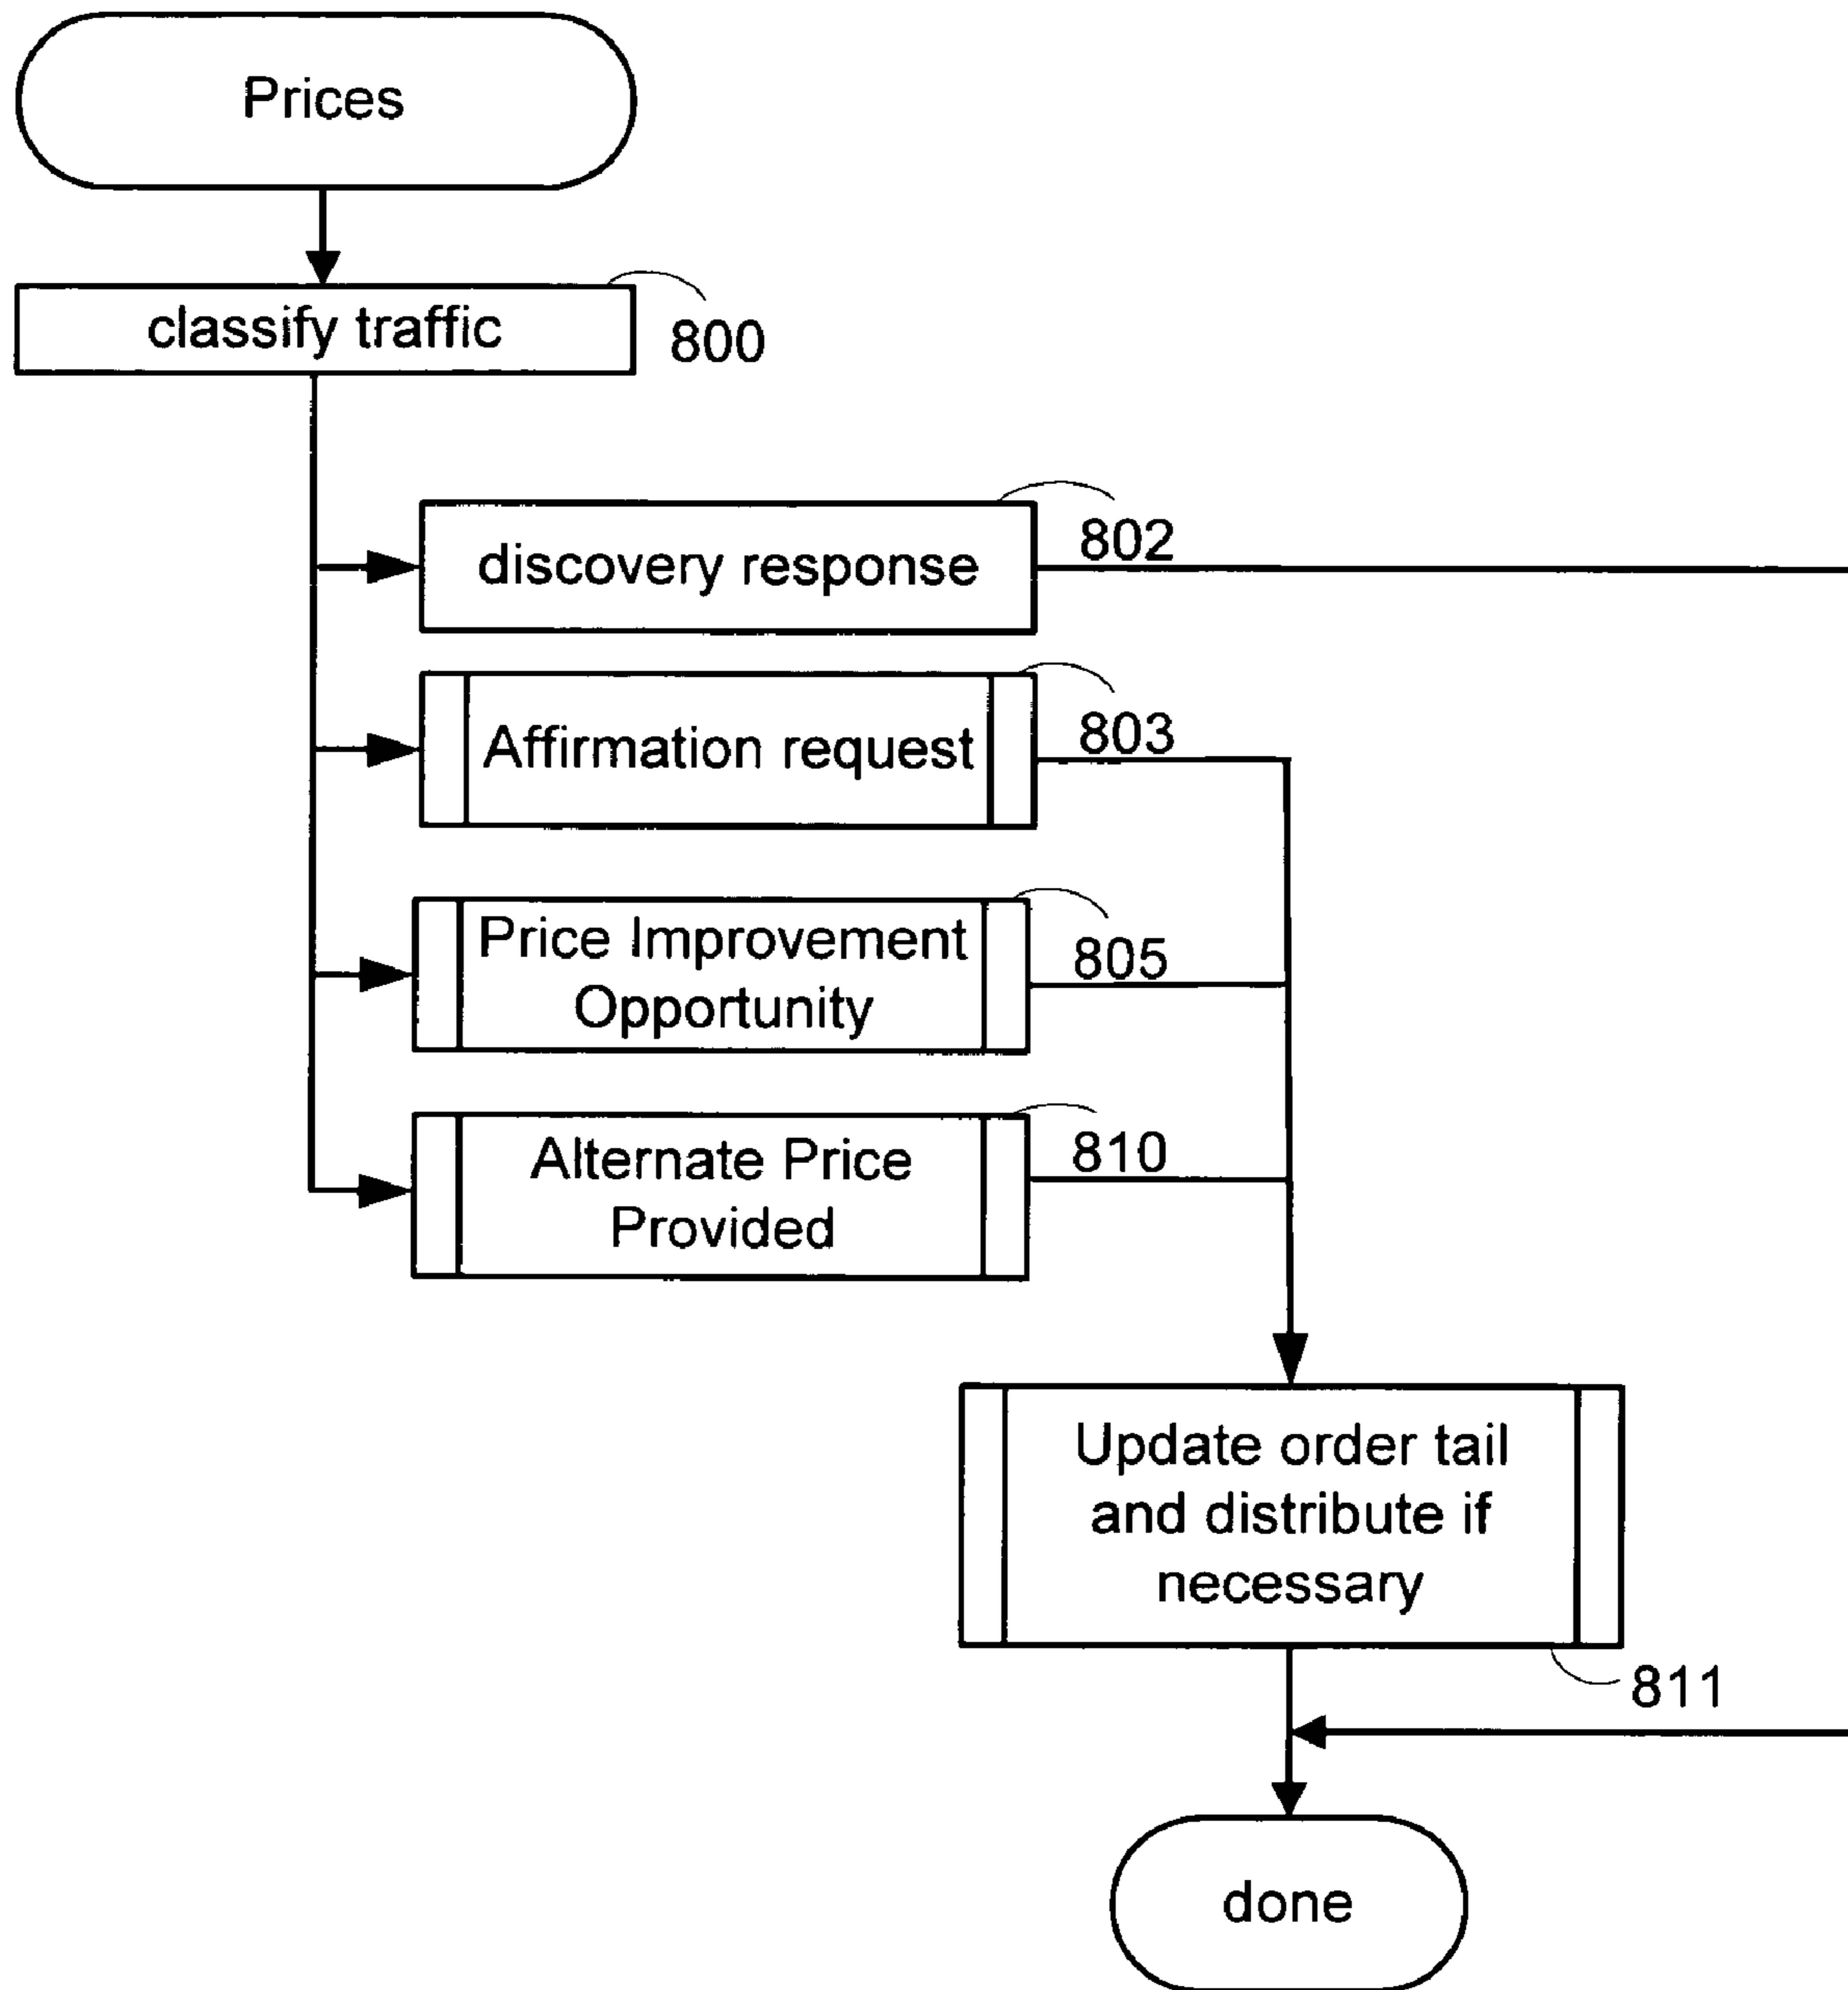 Prices
classify traffic
800
discovery response
802
Affirmation request
803
Price Improvement
Opportunity
805
Alternate Price
Provided
810
Update order tail
and distribute if
necessary
811
done